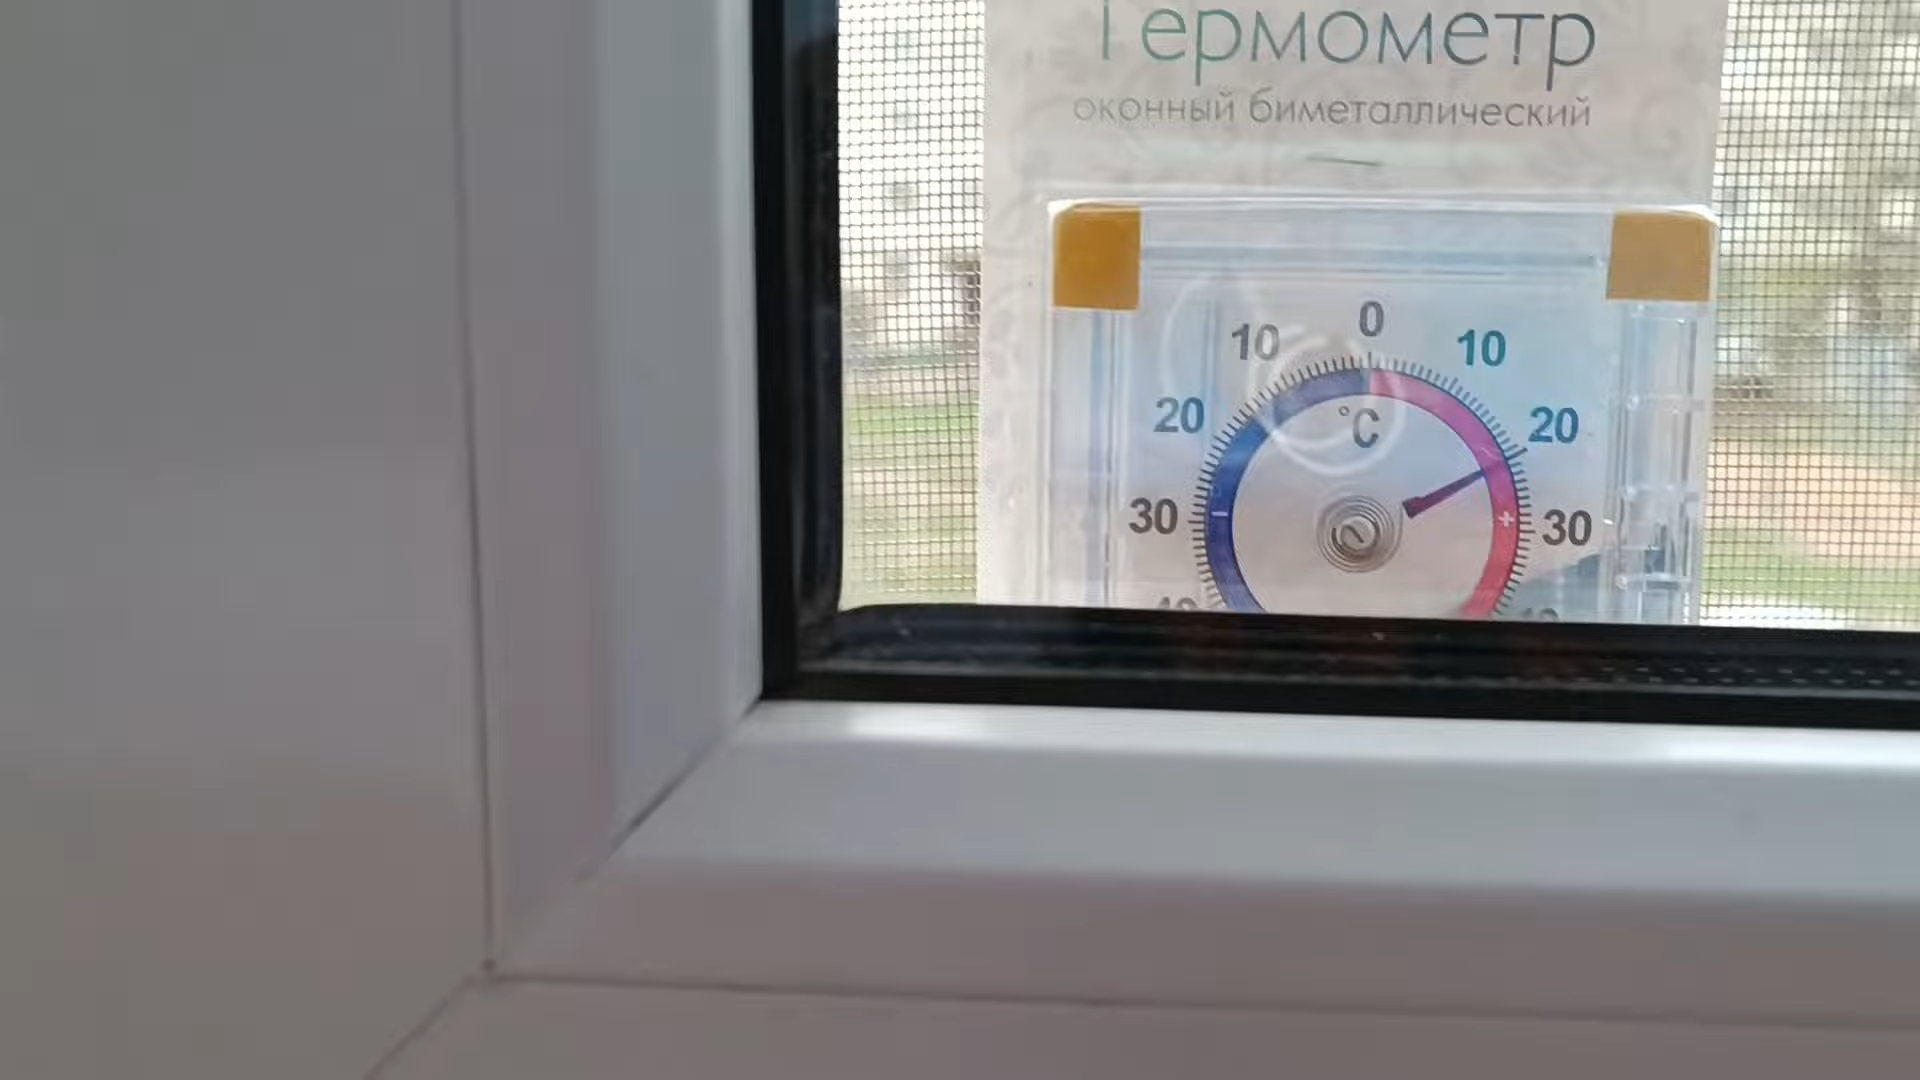 Термометр
оконный биметаллический
0
10 10
20 °C 20
30 - + 30